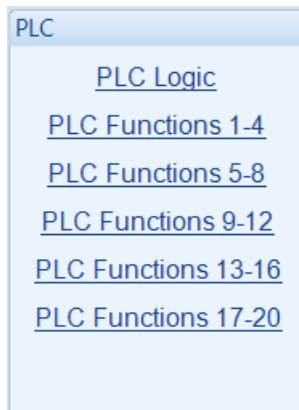 PLC
PLC Logic
PLC Functions 1-4
PLC Functions 5-8
PLC Functions 9-12
PLC Functions 13-16
PLC Functions 17-20